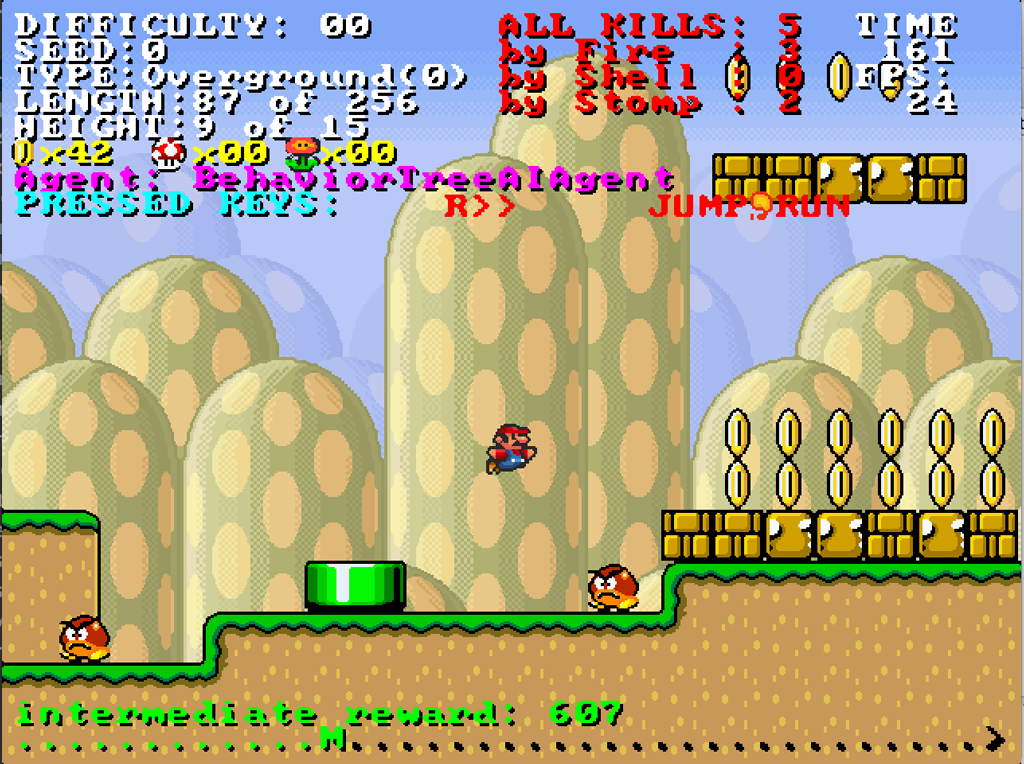 DIFFICULTY: 00
SEED:0
TYPE:Overground(0)
LENGTH:87 of 256
HEIGHT:9 of 15
x42 x00 x00
Agent: BehaviorTreeAIAgent
PRESSED KEYS: R>> JUMP RUN
ALL KILLS: 5
by Fire : 3
by Shell : 0
by Stomp : 2
TIME
161
FPS:
24
intermediate reward: 607
.............M..........................>